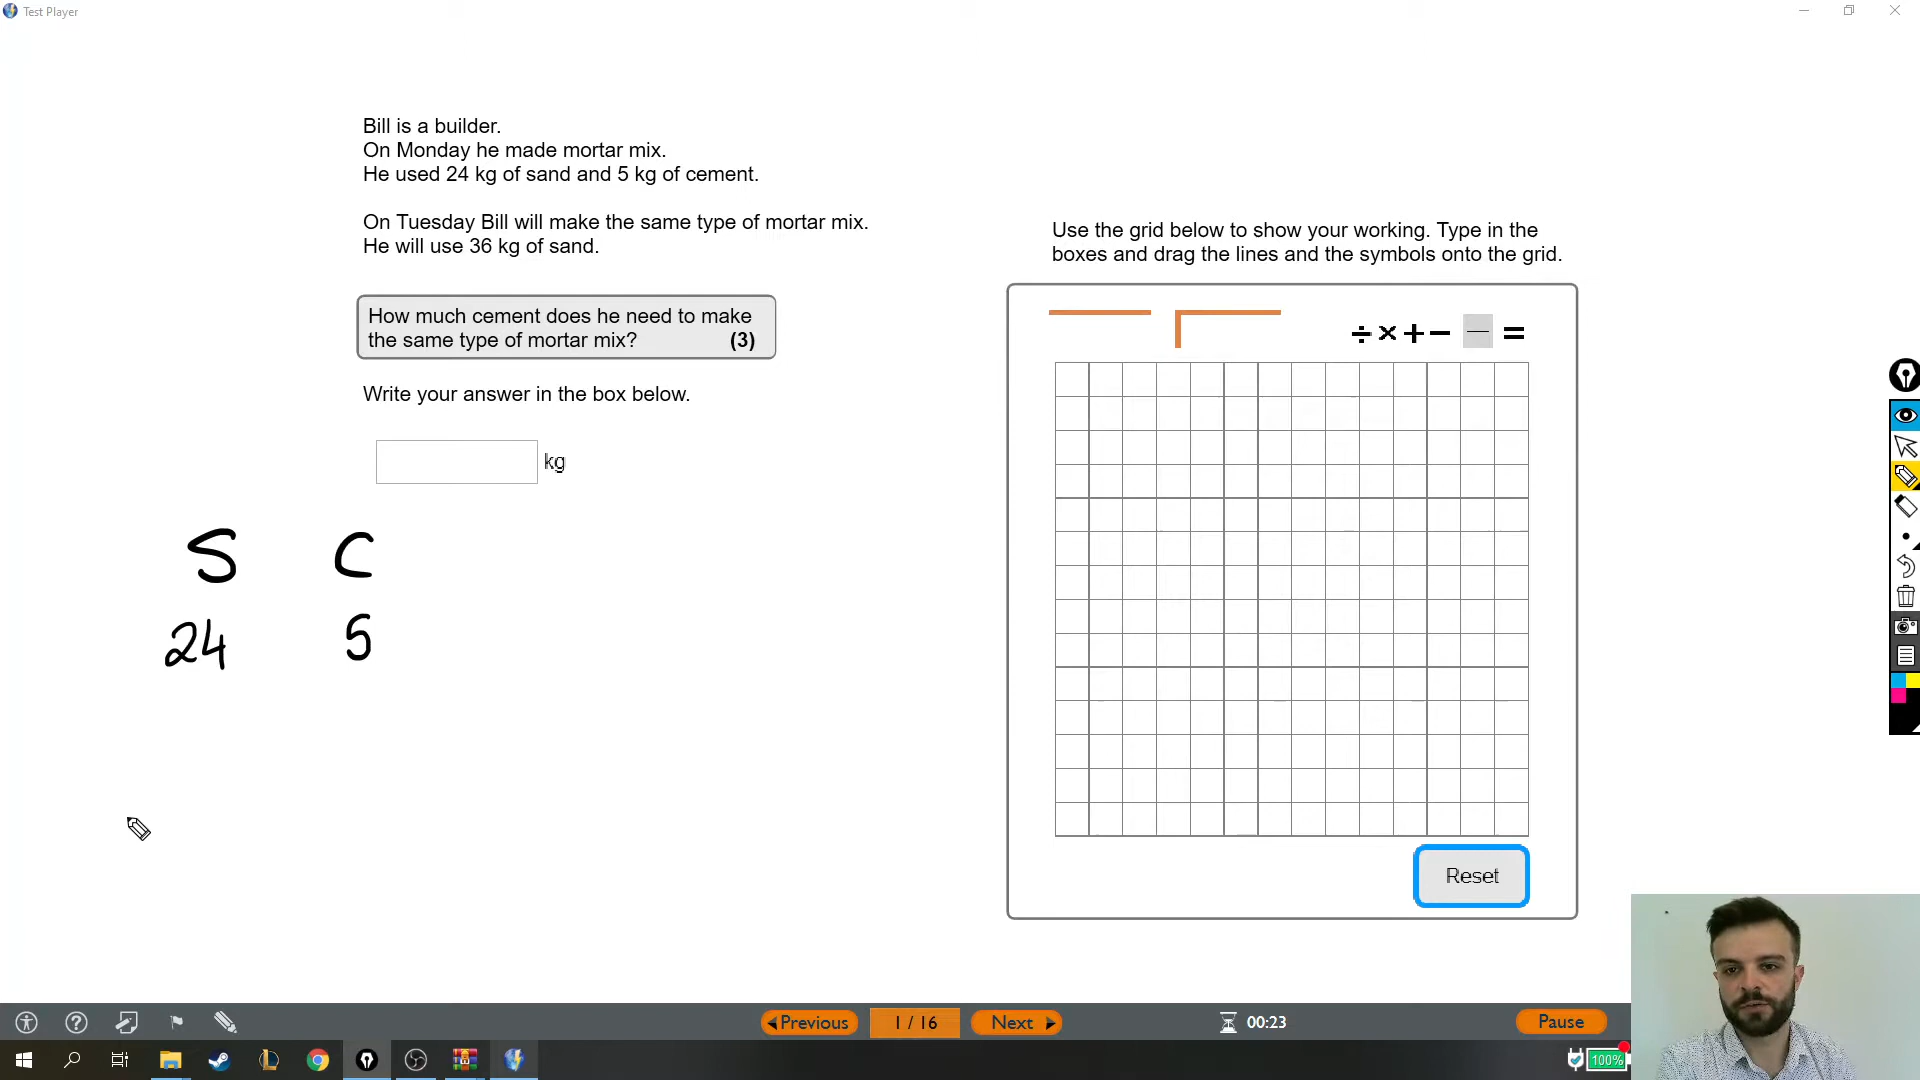 Test Player
Bill is a builder.
On Monday he made mortar mix.
He used 24 kg of sand and 5 kg of cement.
On Tuesday Bill will make the same type of mortar mix.
He will use 36 kg of sand.
How much cement does he need to make
the same type of mortar mix? (3)
Write your answer in the box below.
kg
S C
24 5
Use the grid below to show your working. Type in the
boxes and drag the lines and the symbols onto the grid.
÷ × + − — =
Reset
Previous
1 / 16
Next
00:23
Pause
100%